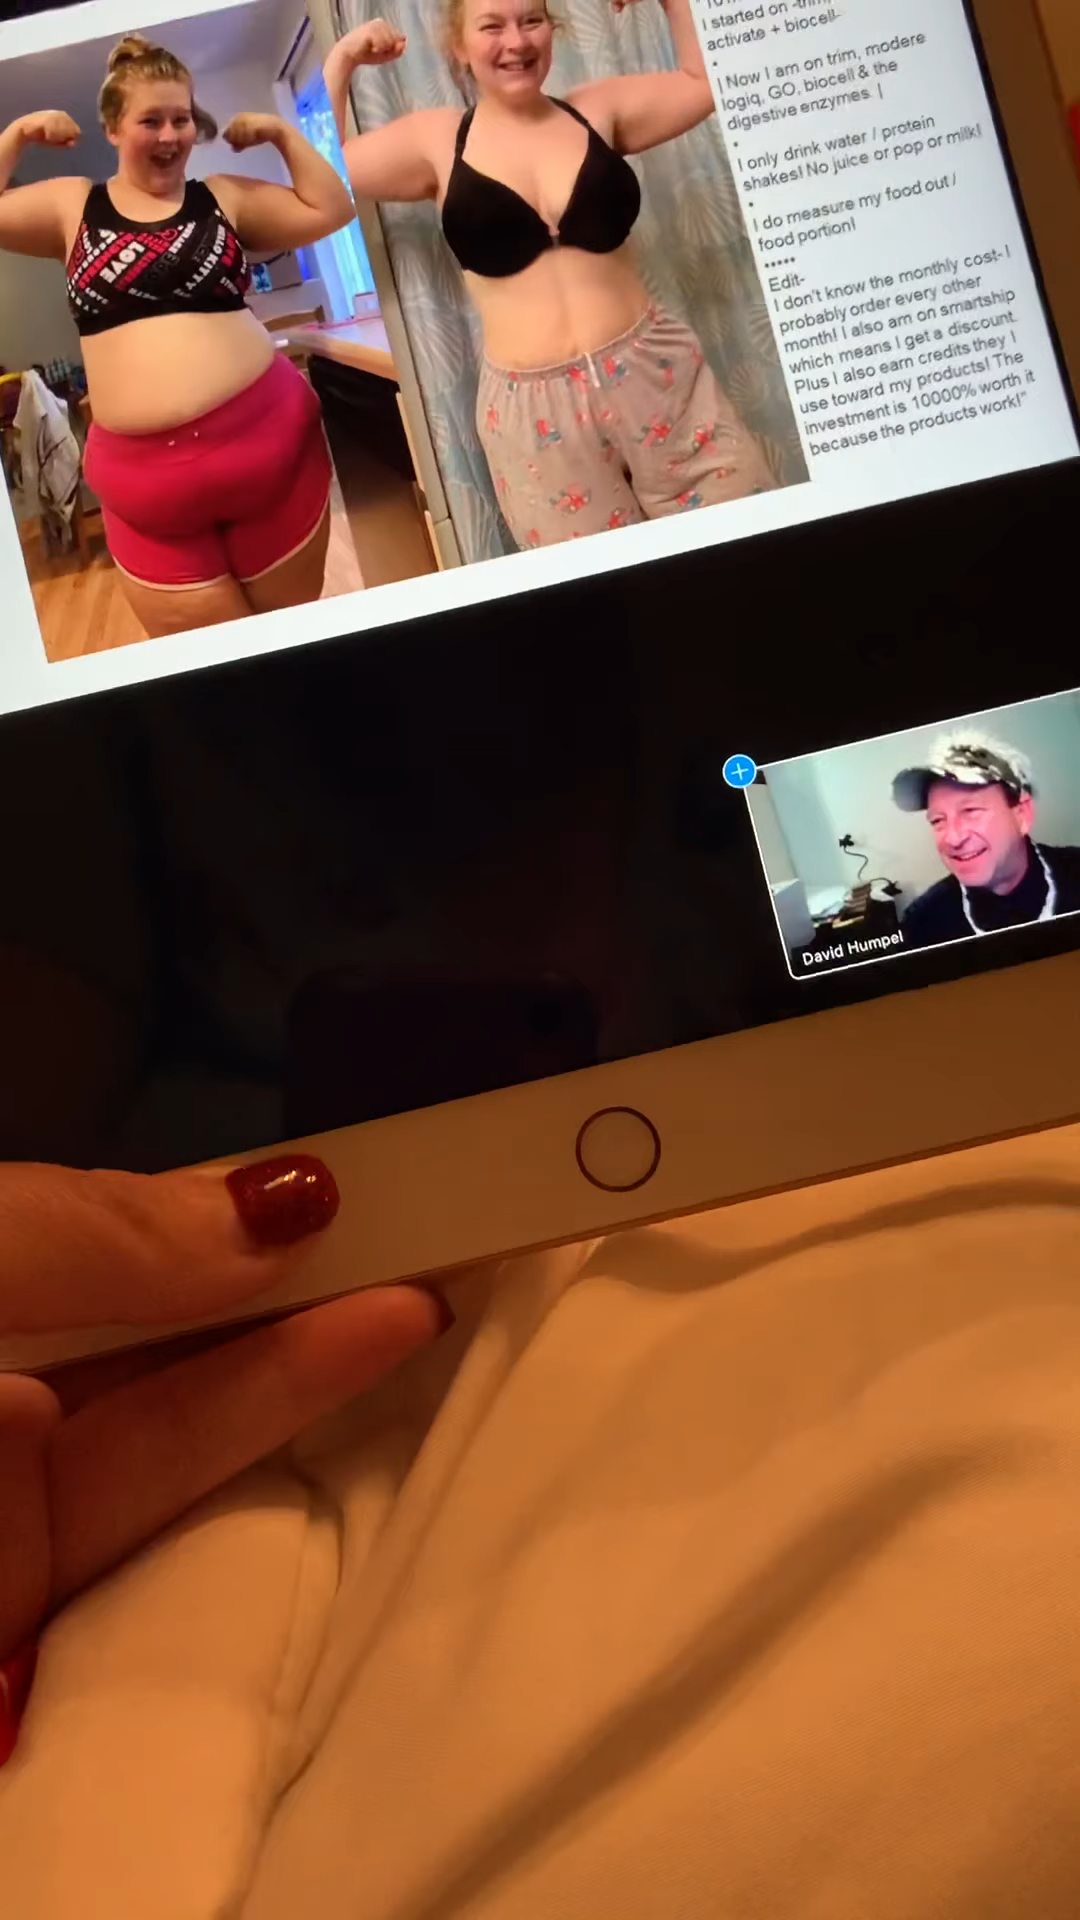 I started on -trim,
activate + biocell-
•
| Now I am on trim, modere
logiq, GO, biocell & the
digestive enzymes. |
•
I only drink water / protein
shakes! No juice or pop or milk!
•
I do measure my food out /
food portion!
•••••
Edit-
I don't know the monthly cost- I
probably order every other
month! I also am on smartship
which means I get a discount.
Plus I also earn credits they I
use toward my products! The
investment is 10000% worth it
because the products work!"
LOVE
LOVE
David Humpel